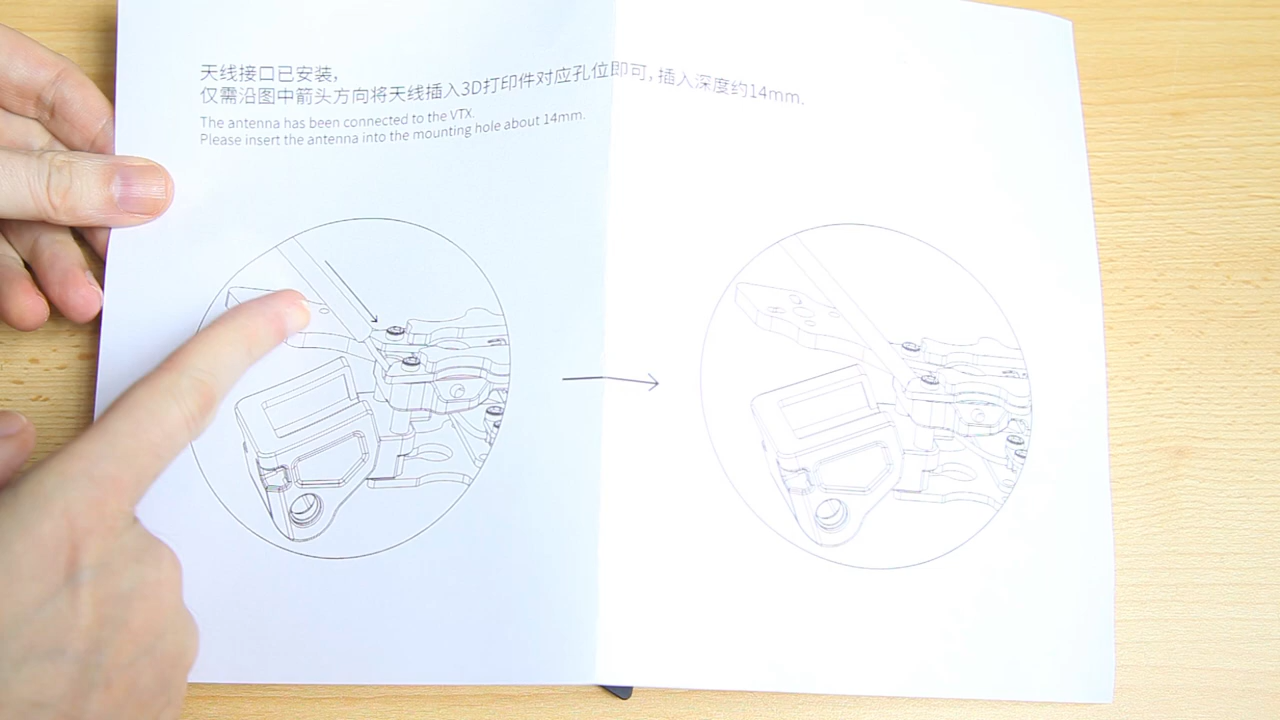 天线接口已安装，
仅需沿图中箭头方向将天线插入3D打印件对应孔位即可，插入深度约14mm.
The antenna has been connected to the VTX.
Please insert the antenna into the mounting hole about 14mm.